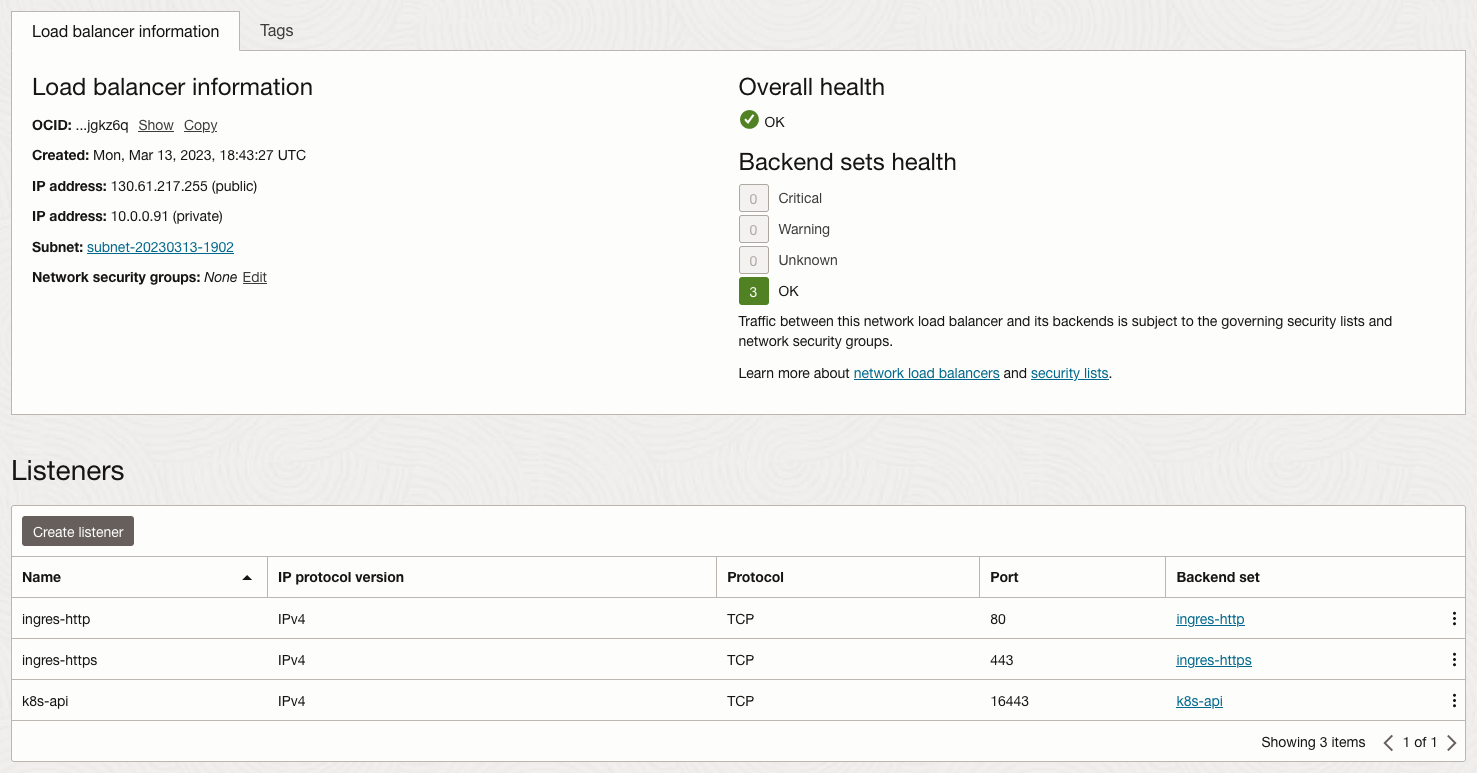 Load balancer information
Tags
Load balancer information
OCID: ...jgkz6q Show Copy
Created: Mon, Mar 13, 2023, 18:43:27 UTC
IP address: 130.61.217.255 (public)
IP address: 10.0.0.91 (private)
Subnet: subnet-20230313-1902
Network security groups: None Edit
Overall health
OK
Backend sets health
0 Critical
0 Warning
0 Unknown
3 OK
Traffic between this network load balancer and its backends is subject to the governing security lists and
network security groups.
Learn more about network load balancers and security lists.
Listeners
Create listener
Name IP protocol version Protocol Port Backend set
ingres-http IPv4 TCP 80 ingres-http
ingres-https IPv4 TCP 443 ingres-https
k8s-api IPv4 TCP 16443 k8s-api
Showing 3 items 1 of 1